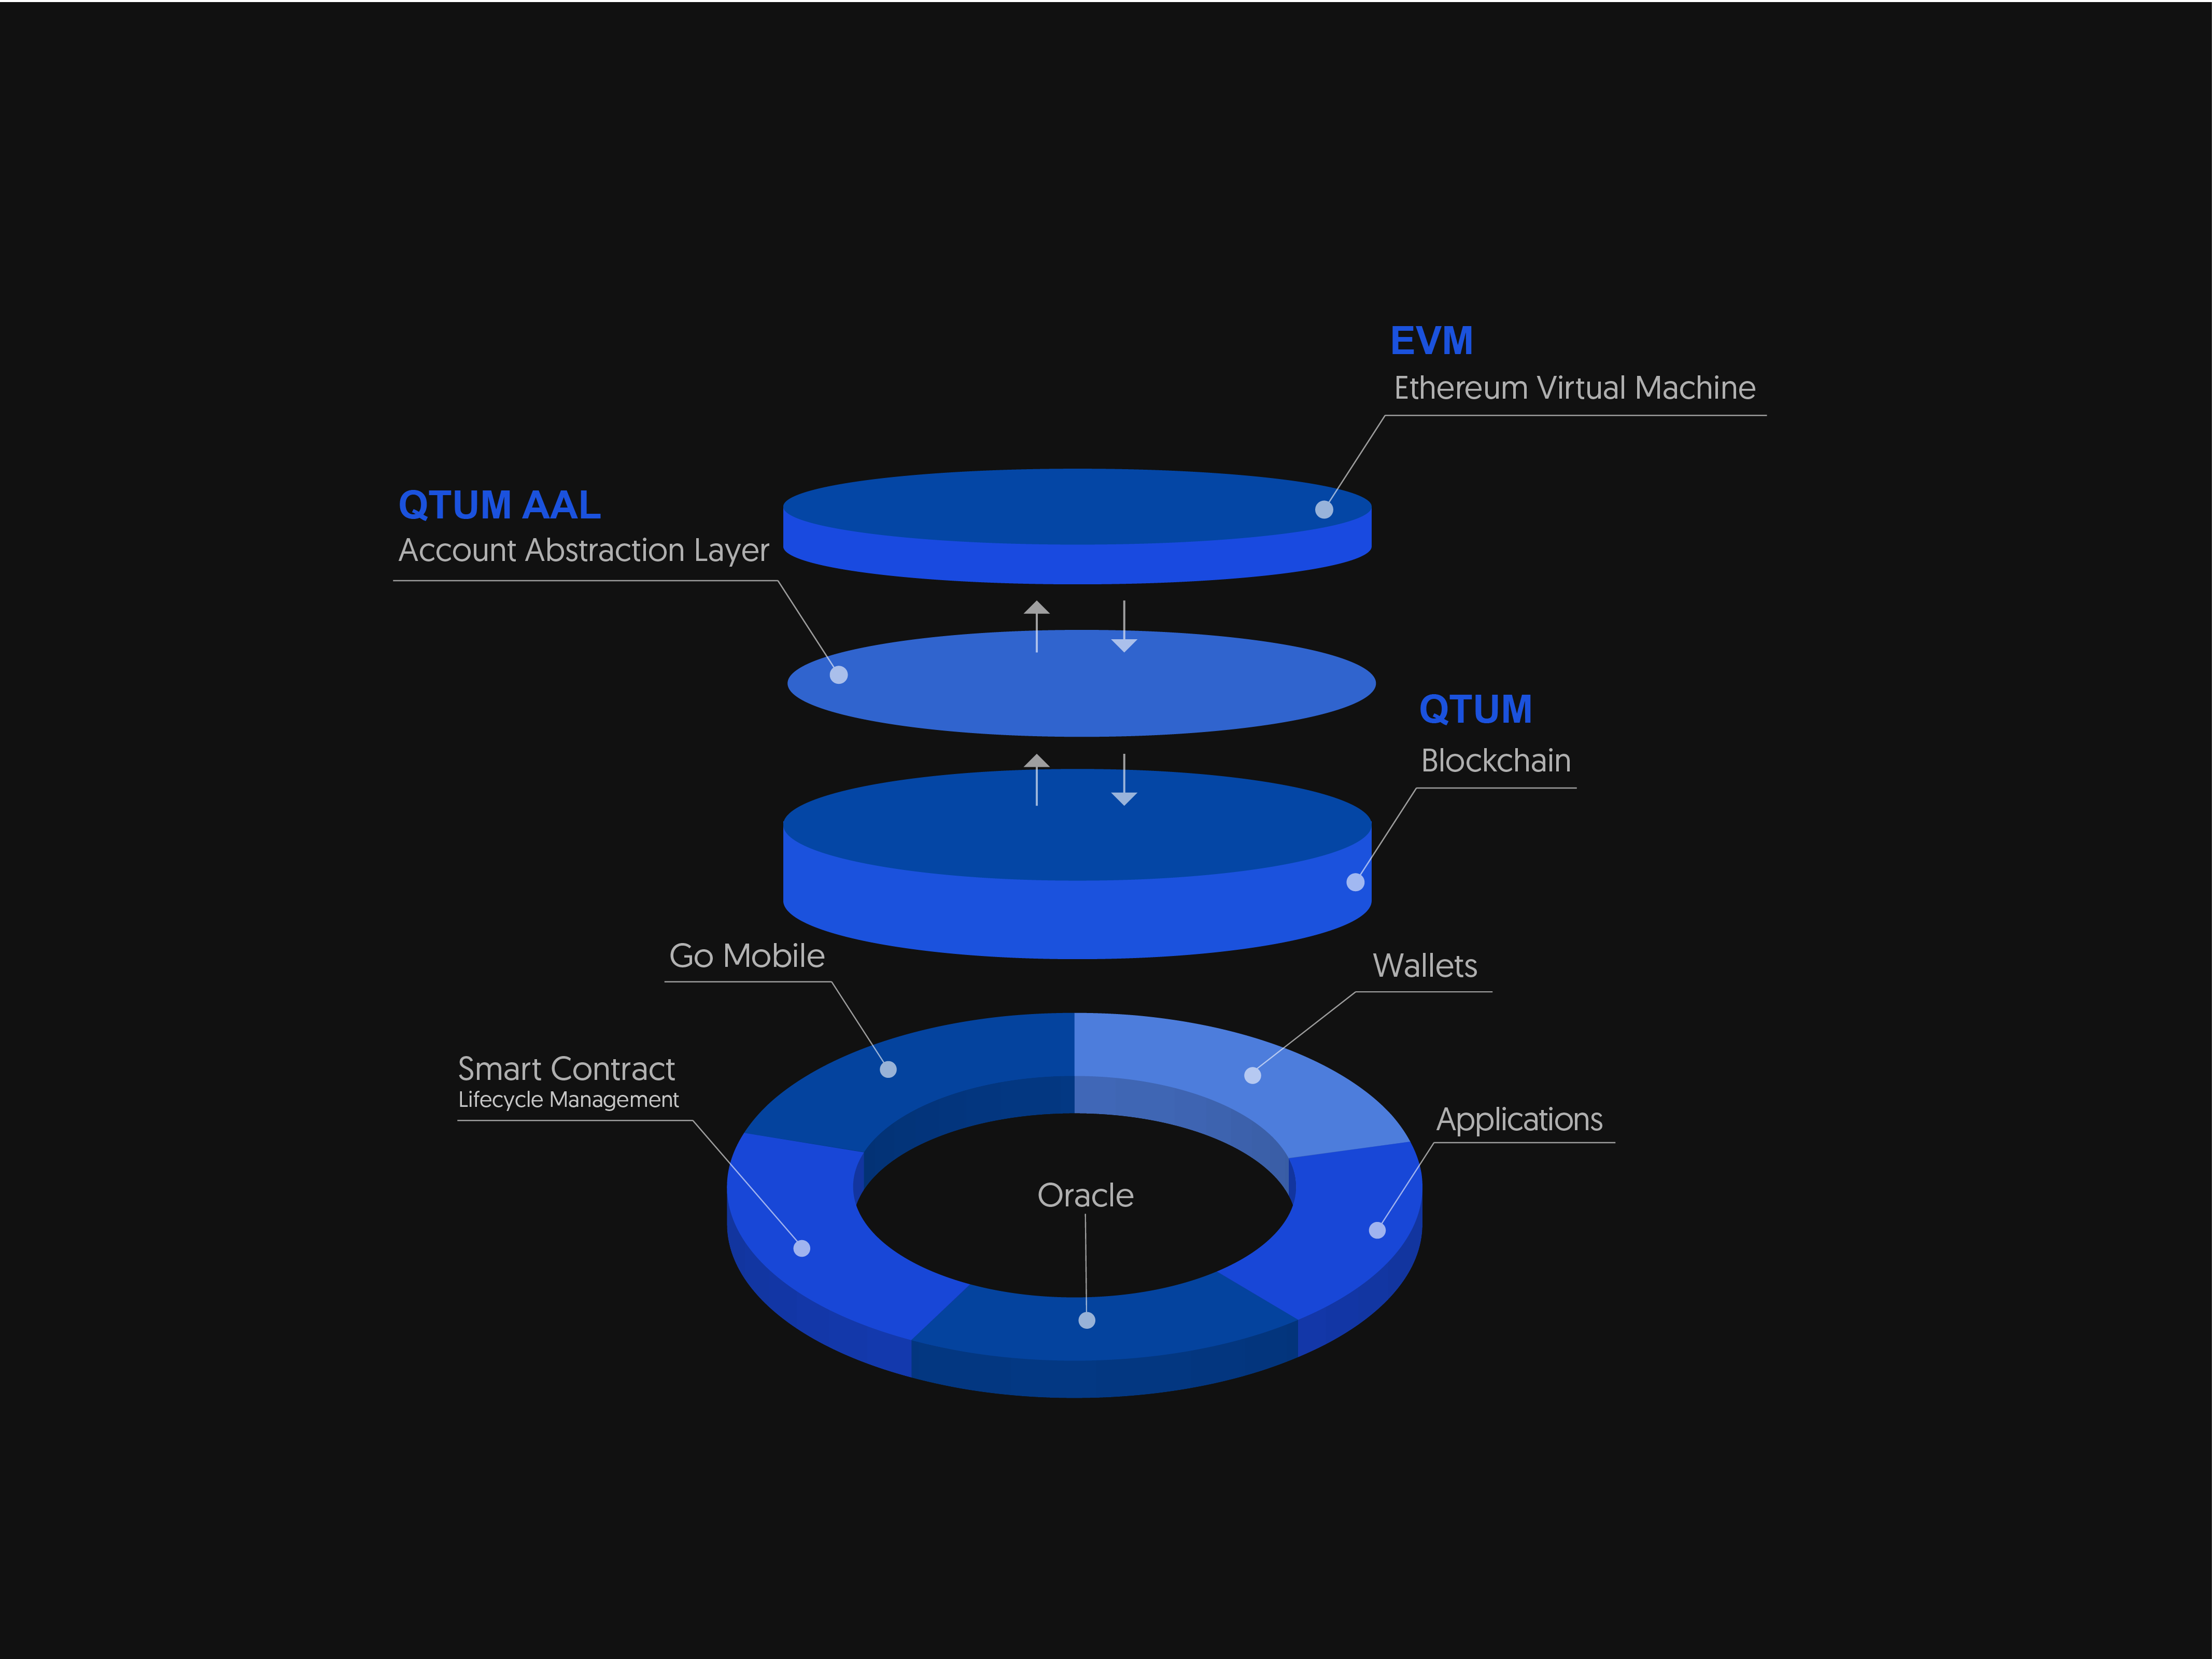 EVM
Ethereum Virtual Machine
QTUM AAL
Account Abstraction Layer
QTUM
Blockchain
Go Mobile
Wallets
Smart Contract
Lifecycle Management
Applications
Oracle